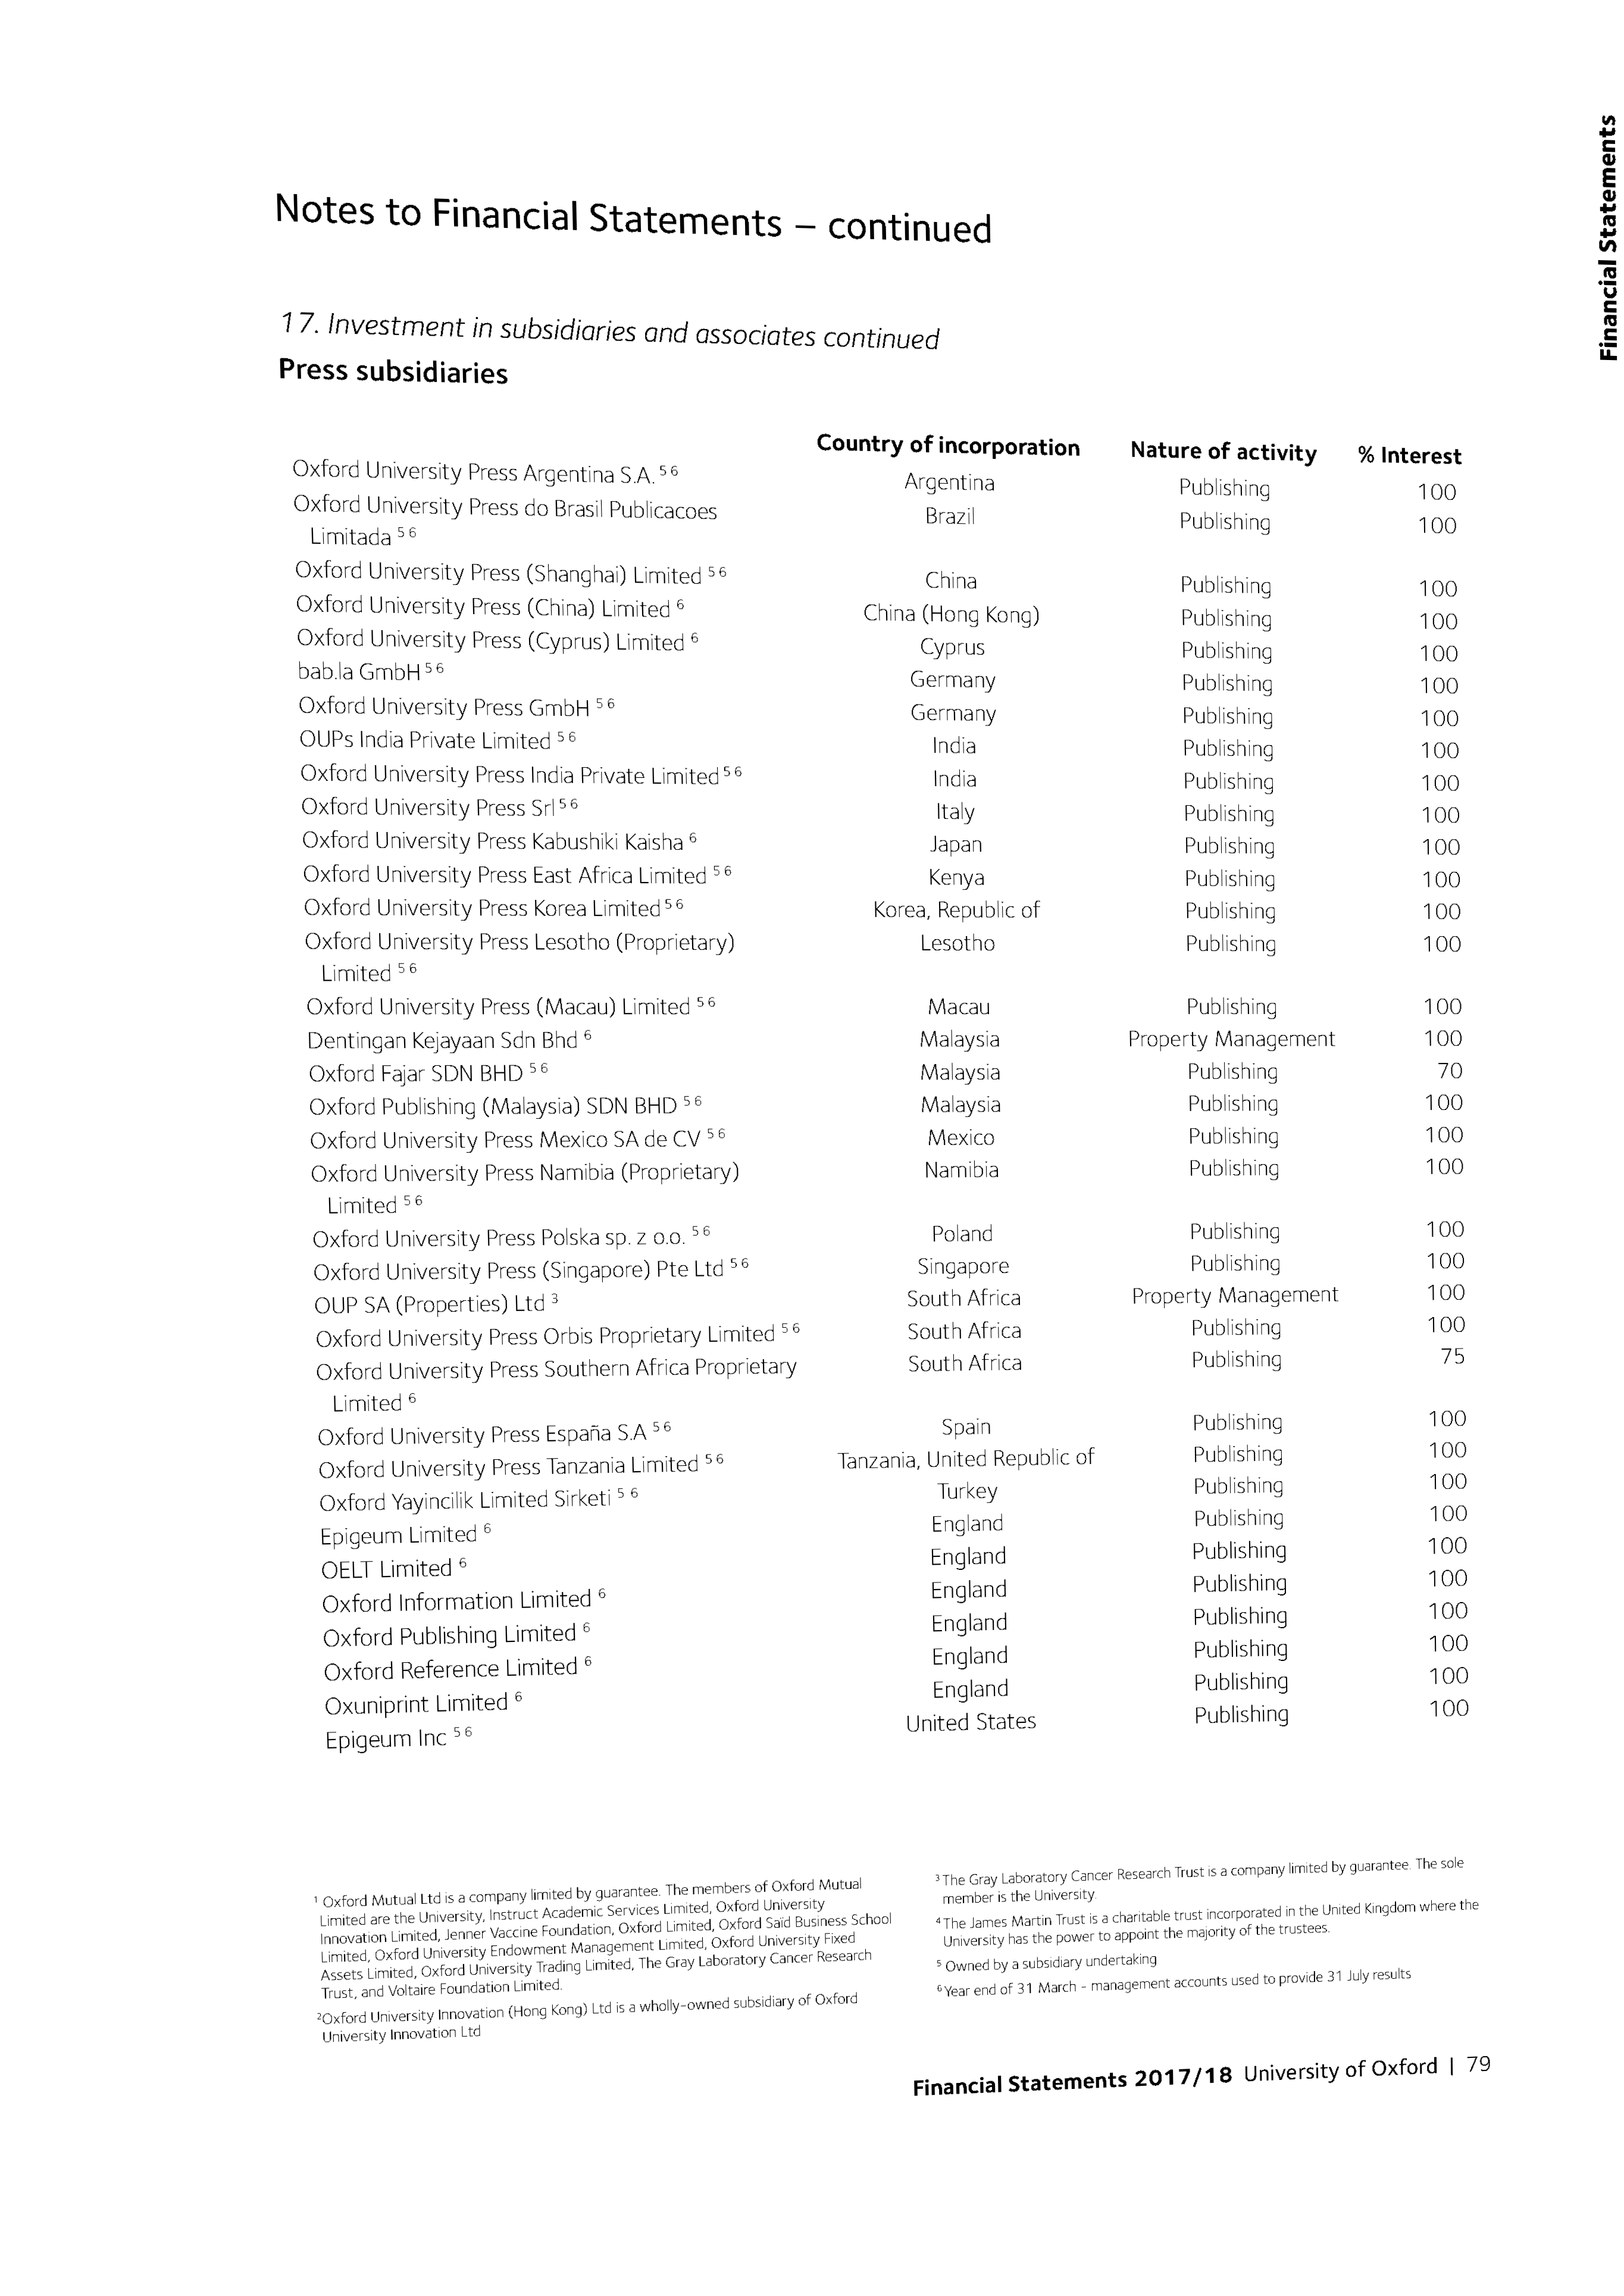 Financial Statements
Notes to Financial Statements – continued
17. Investment in subsidiaries and associates continued
Press subsidiaries
Country of incorporation Nature of activity % Interest
Oxford University Press Argentina S.A. 5 6 Argentina Publishing 100
Oxford University Press do Brasil Publicacoes Brazil Publishing 100
Limitada 5 6
Oxford University Press (Shanghai) Limited 5 6 China Publishing 100
Oxford University Press (China) Limited 6 China (Hong Kong) Publishing 100
Oxford University Press (Cyprus) Limited 6 Cyprus Publishing 100
bab.la GmbH 5 6 Germany Publishing 100
Oxford University Press GmbH 5 6 Germany Publishing 100
OUPs India Private Limited 5 6 India Publishing 100
Oxford University Press India Private Limited 5 6 India Publishing 100
Oxford University Press Srl 5 6 Italy Publishing 100
Oxford University Press Kabushiki Kaisha 6 Japan Publishing 100
Oxford University Press East Africa Limited 5 6 Kenya Publishing 100
Oxford University Press Korea Limited 5 6 Korea, Republic of Publishing 100
Oxford University Press Lesotho (Proprietary) Lesotho Publishing 100
Limited 5 6
Oxford University Press (Macau) Limited 5 6 Macau Publishing 100
Dentingan Kejayaan Sdn Bhd 6 Malaysia Property Management 100
Oxford Fajar SDN BHD 5 6 Malaysia Publishing 70
Oxford Publishing (Malaysia) SDN BHD 5 6 Malaysia Publishing 100
Oxford University Press Mexico SA de CV 5 6 Mexico Publishing 100
Oxford University Press Namibia (Proprietary) Namibia Publishing 100
Limited 5 6
Oxford University Press Polska sp. z o.o. 5 6 Poland Publishing 100
Oxford University Press (Singapore) Pte Ltd 5 6 Singapore Publishing 100
OUP SA (Properties) Ltd 3 South Africa Property Management 100
Oxford University Press Orbis Proprietary Limited 5 6 South Africa Publishing 100
Oxford University Press Southern Africa Proprietary South Africa Publishing 75
Limited 6
Oxford University Press España S.A 5 6 Spain Publishing 100
Oxford University Press Tanzania Limited 5 6 Tanzania, United Republic of Publishing 100
Oxford Yayincilik Limited Sirketi 5 6 Turkey Publishing 100
Epigeum Limited 6 England Publishing 100
OELT Limited 6 England Publishing 100
Oxford Information Limited 6 England Publishing 100
Oxford Publishing Limited 6 England Publishing 100
Oxford Reference Limited 6 England Publishing 100
Oxuniprint Limited 6 England Publishing 100
Epigeum Inc 5 6 United States Publishing 100
1 Oxford Mutual Ltd is a company limited by guarantee. The members of Oxford Mutual
Limited are the University, Instruct Academic Services Limited, Oxford University
Innovation Limited, Jenner Vaccine Foundation, Oxford Limited, Oxford Saïd Business School
Limited, Oxford University Endowment Management Limited, Oxford University Fixed
Assets Limited, Oxford University Trading Limited, The Gray Laboratory Cancer Research
Trust, and Voltaire Foundation Limited.
2Oxford University Innovation (Hong Kong) Ltd is a wholly-owned subsidiary of Oxford
University Innovation Ltd
3 The Gray Laboratory Cancer Research Trust is a company limited by guarantee. The sole
member is the University.
4 The James Martin Trust is a charitable trust incorporated in the United Kingdom where the
University has the power to appoint the majority of the trustees.
5 Owned by a subsidiary undertaking
6 Year end of 31 March - management accounts used to provide 31 July results
Financial Statements 2017/18 University of Oxford | 79